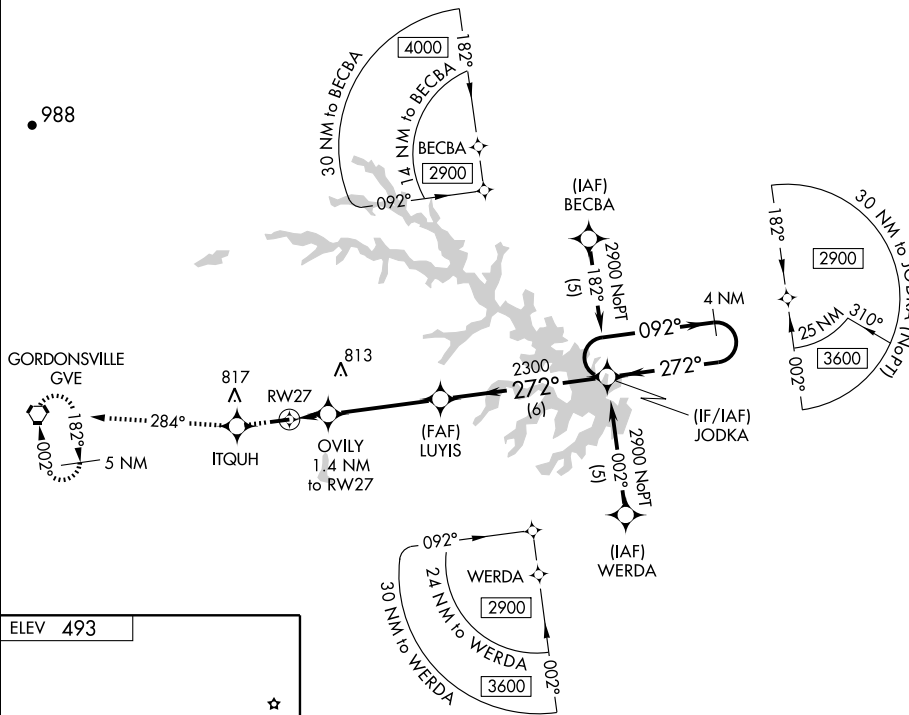 4000
182°
30 NM to BECBA
14 NM to BECBA
BECBA
2900
092°
988
(IAF)
BECBA
2900 NoPT
182°
(5)
4 NM
092°
272°
182°
2900
30 NM to JODKA (NoPT)
25 NM
310°
3600
002°
GORDONSVILLE
GVE
182°
002°
5 NM
284°
817
ITQUH
RW27
813
OVILY
1.4 NM
to RW27
2300
272°
(6)
(FAF)
LUYIS
(IF/IAF)
JODKA
2900 NoPT
002°
(5)
(IAF)
WERDA
092°
WERDA
2900
24 NM to WERDA
30 NM to WERDA
3600
002°
ELEV 493